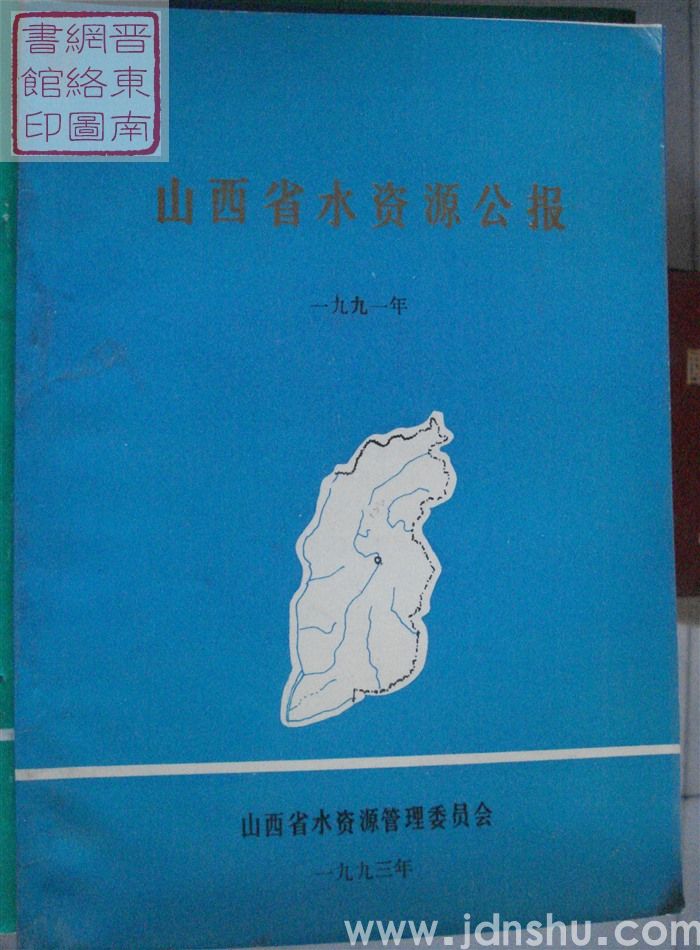 晋東南
網絡圖
書館印
山西省水资源公报
一九九一年
山西省水资源管理委员会
一九九三年
www.jdnshu.com